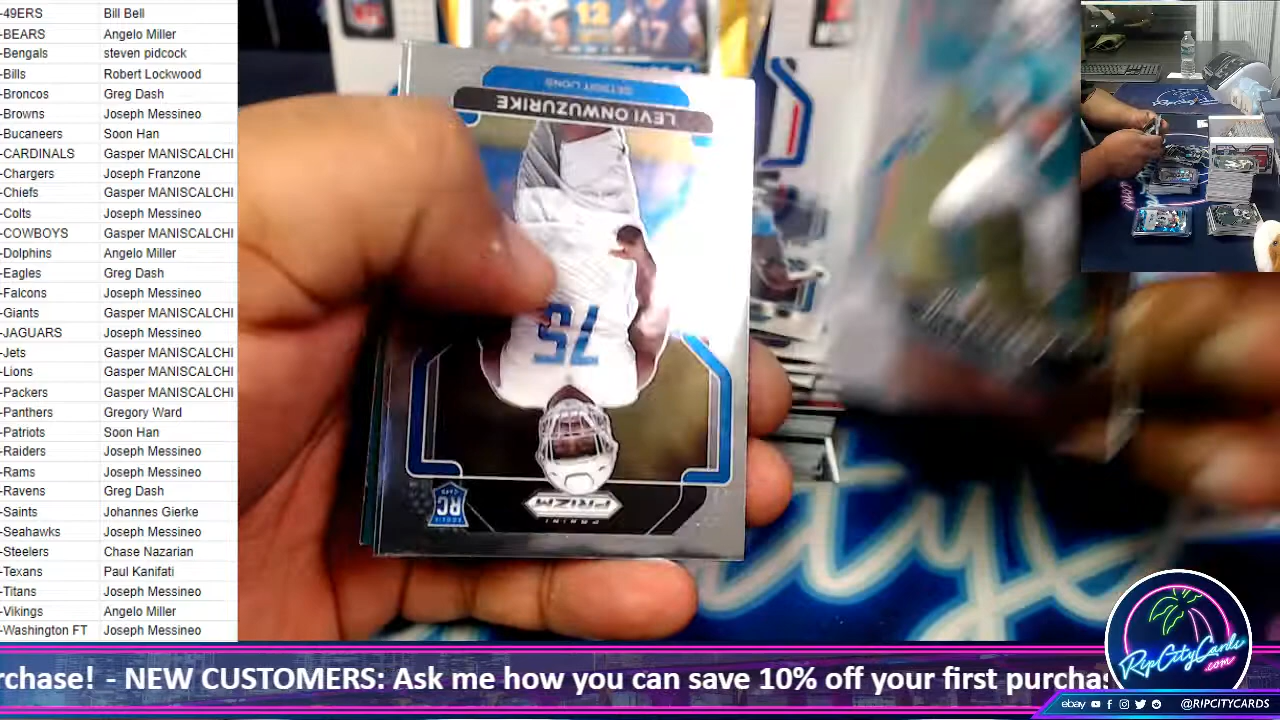 -49ERS Bill Bell
-BEARS Angelo Miller
-Bengals steven pidcock
-Bills Robert Lockwood
-Broncos Greg Dash
-Browns Joseph Messineo
-Bucaneers Soon Han
-CARDINALS Gasper MANISCALCHI
-Chargers Joseph Franzone
-Chiefs Gasper MANISCALCHI
-Colts Joseph Messineo
-COWBOYS Gasper MANISCALCHI
-Dolphins Angelo Miller
-Eagles Greg Dash
-Falcons Joseph Messineo
-Giants Gasper MANISCALCHI
-JAGUARS Joseph Messineo
-Jets Gasper MANISCALCHI
-Lions Gasper MANISCALCHI
-Packers Gasper MANISCALCHI
-Panthers Gregory Ward
-Patriots Soon Han
-Raiders Joseph Messineo
-Rams Joseph Messineo
-Ravens Greg Dash
-Saints Johannes Gierke
-Seahawks Joseph Messineo
-Steelers Chase Nazarian
-Texans Paul Kanifati
-Titans Joseph Messineo
-Vikings Angelo Miller
-Washington FT Joseph Messineo
12 17
DETROIT LIONS
LEVI ONWUZURIKE
75
RC
PRIZM
PANINI
RipCityCards
.com
rchase! - NEW CUSTOMERS: Ask me how you can save 10% off your first purcha
ebay @RIPCITYCARDS